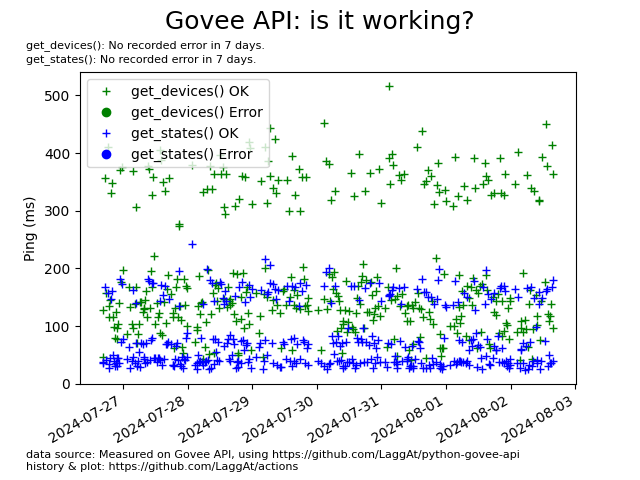 Govee API: is it working?
get_devices(): No recorded error in 7 days.
get_states(): No recorded error in 7 days.
get_devices() OK
get_devices() Error
get_states() OK
get_states() Error
500
400
300
200
100
0
Ping (ms)
2024-07-27
2024-07-28
2024-07-29
2024-07-30
2024-07-31
2024-08-01
2024-08-02
2024-08-03
data source: Measured on Govee API, using https://github.com/LaggAt/python-govee-api
history & plot: https://github.com/LaggAt/actions